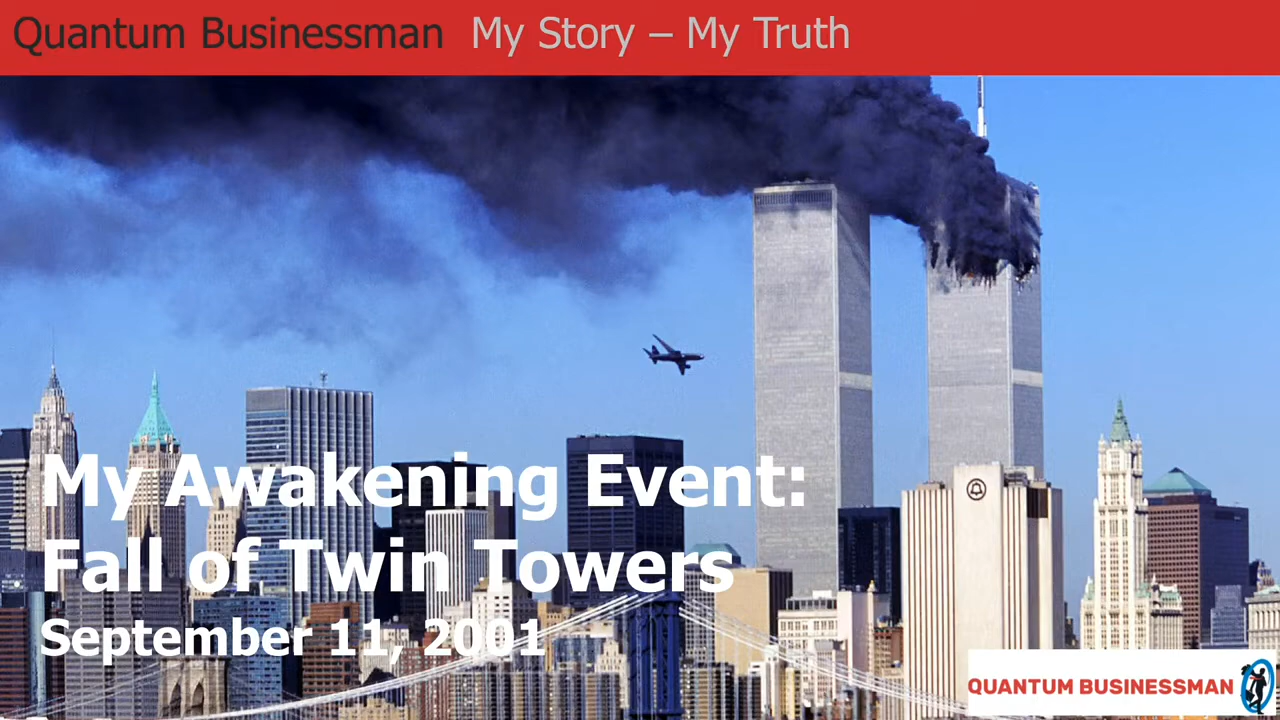 Quantum Businessman My Story – My Truth
My Awakening Event:
Fall of Twin Towers
September 11, 2001
QUANTUM BUSINESSMAN